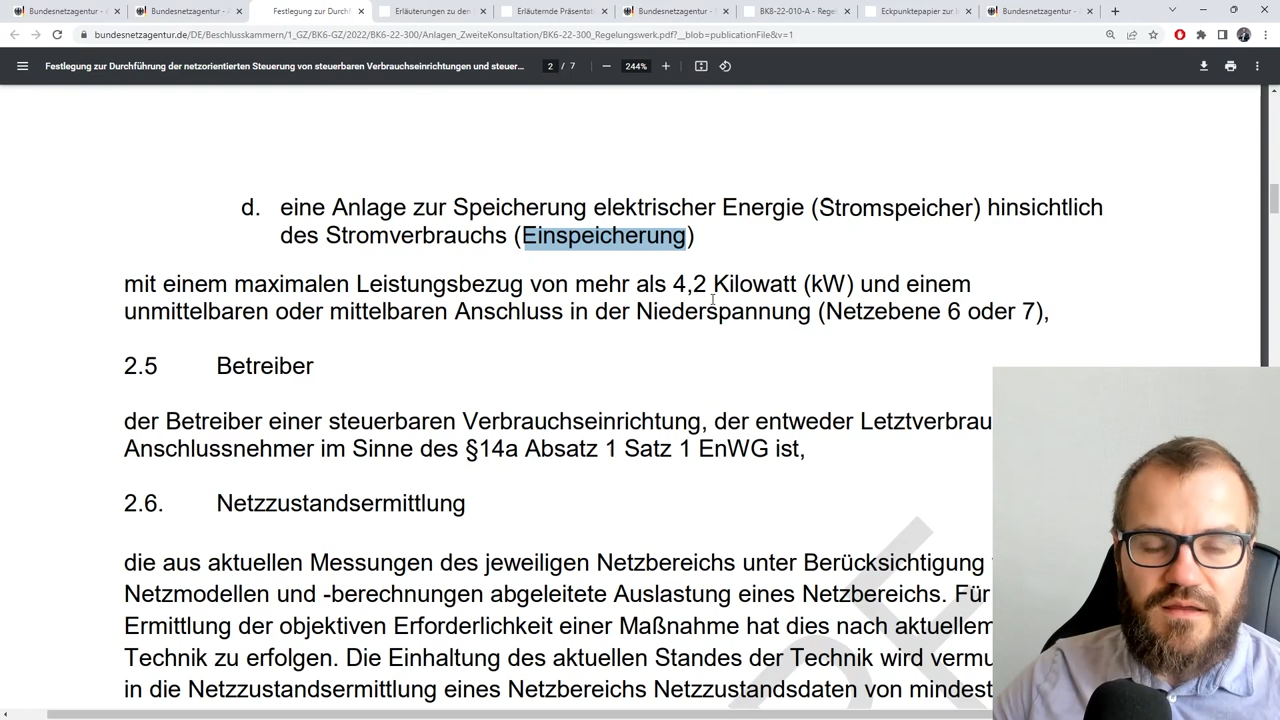 Bundesnetzagentur - A
Bundesnetzagentur - A
Festlegung zur Durchf
Erläuterungen zu den
Erläuternde Präsentat
Bundesnetzagentur -
BK8-22-010-A - Rege
Eckpunktepapier zur
Bundesnetzagentur - A
bundesnetzagentur.de/DE/Beschlusskammern/1_GZ/BK6-GZ/2022/BK6-22-300/Anlagen_ZweiteKonsultation/BK6-22-300_Regelungswerk.pdf?__blob=publicationFile&v=1
Festlegung zur Durchführung der netzorientierten Steuerung von steuerbaren Verbrauchseinrichtungen und steuer...
2 / 7
244%
d. eine Anlage zur Speicherung elektrischer Energie (Stromspeicher) hinsichtlich
des Stromverbrauchs (Einspeicherung)
mit einem maximalen Leistungsbezug von mehr als 4,2 Kilowatt (kW) und einem
unmittelbaren oder mittelbaren Anschluss in der Niederspannung (Netzebene 6 oder 7),
2.5 Betreiber
der Betreiber einer steuerbaren Verbrauchseinrichtung, der entweder Letztverbrau
Anschlussnehmer im Sinne des §14a Absatz 1 Satz 1 EnWG ist,
2.6. Netzzustandsermittlung
die aus aktuellen Messungen des jeweiligen Netzbereichs unter Berücksichtigung
Netzmodellen und -berechnungen abgeleitete Auslastung eines Netzbereichs. Für
Ermittlung der objektiven Erforderlichkeit einer Maßnahme hat dies nach aktuellem
Technik zu erfolgen. Die Einhaltung des aktuellen Standes der Technik wird vermu
in die Netzzustandsermittlung eines Netzbereichs Netzzustandsdaten von mindest